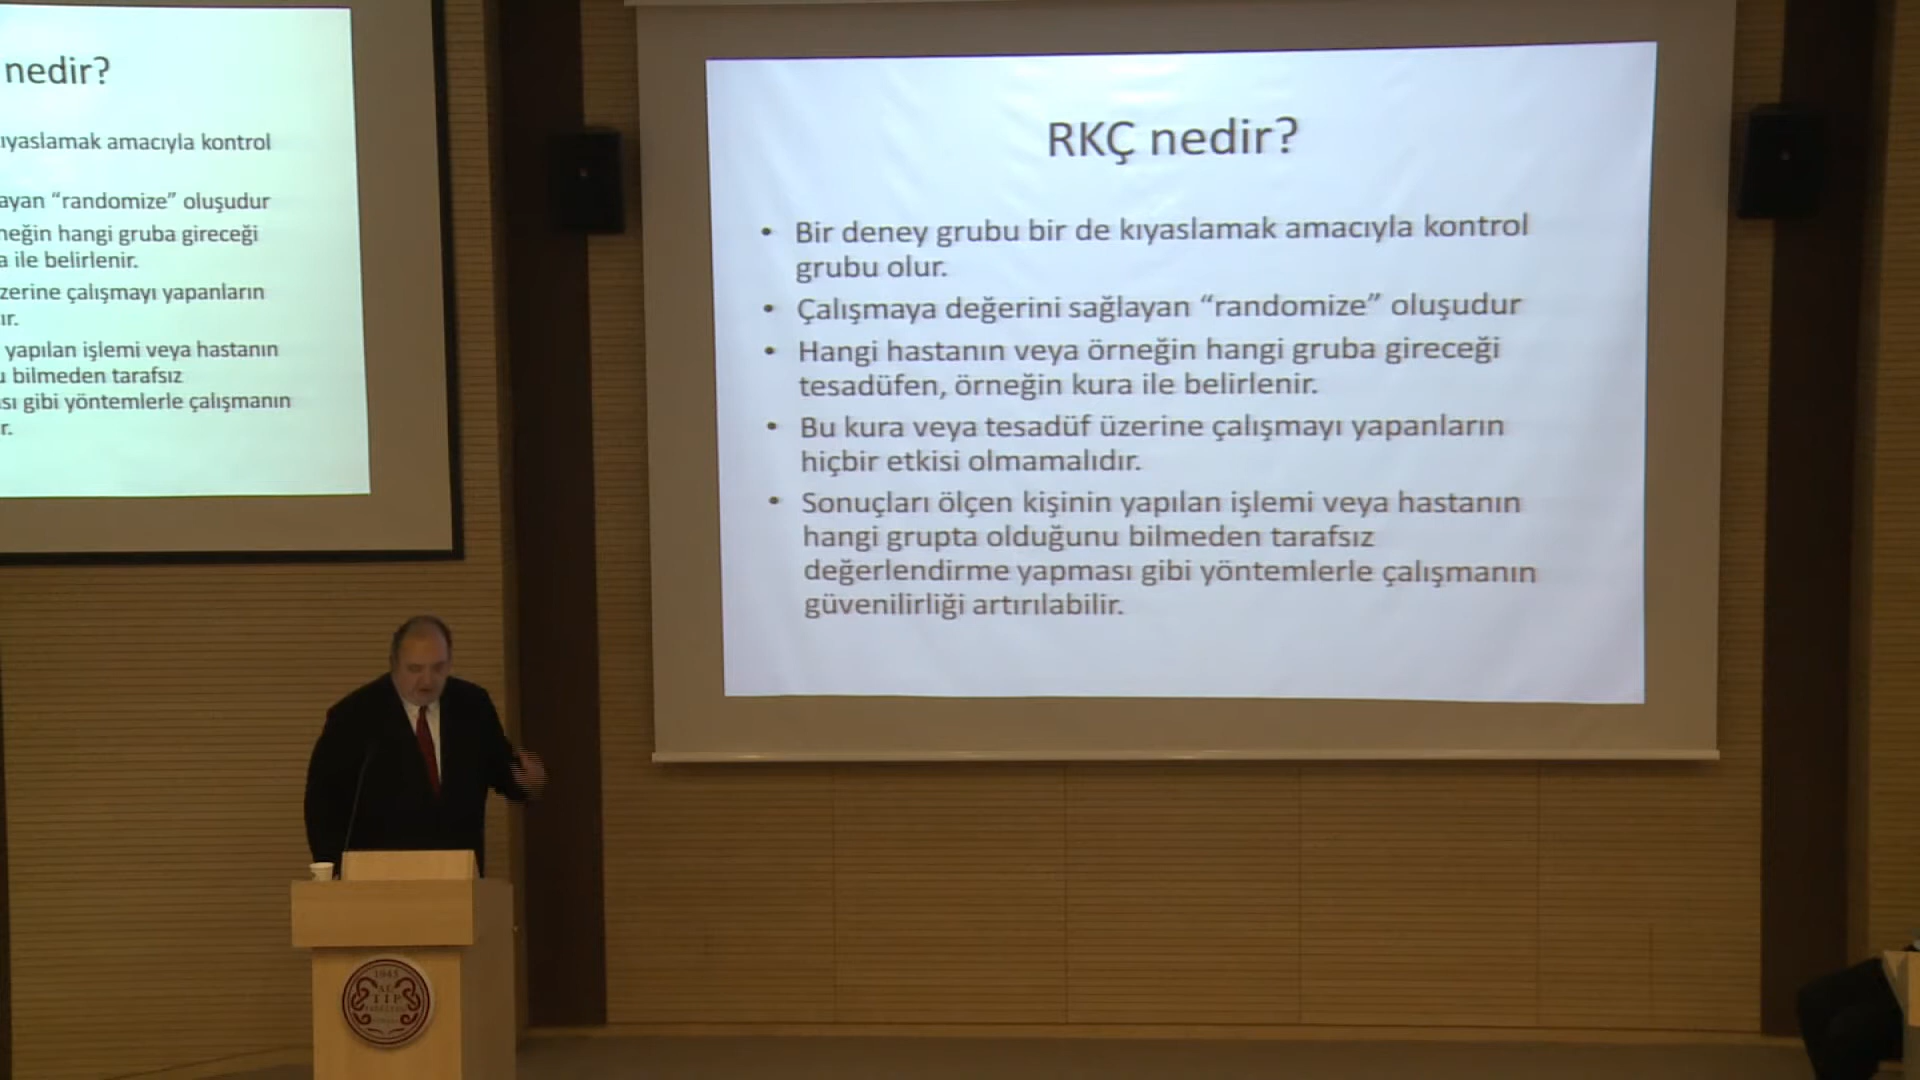 nedir?
ıyaslamak amacıyla kontrol
ayan “randomize” oluşudur
neğin hangi gruba gireceği
a ile belirlenir.
zerine çalışmayı yapanların
ır.
yapılan işlemi veya hastanın
u bilmeden tarafsız
sı gibi yöntemlerle çalışmanın
r.
RKÇ nedir?
• Bir deney grubu bir de kıyaslamak amacıyla kontrol
grubu olur.
• Çalışmaya değerini sağlayan “randomize” oluşudur
• Hangi hastanın veya örneğin hangi gruba gireceği
tesadüfen, örneğin kura ile belirlenir.
• Bu kura veya tesadüf üzerine çalışmayı yapanların
hiçbir etkisi olmamalıdır.
• Sonuçları ölçen kişinin yapılan işlemi veya hastanın
hangi grupta olduğunu bilmeden tarafsız
değerlendirme yapması gibi yöntemlerle çalışmanın
güvenilirliği artırılabilir.
1945
TIP